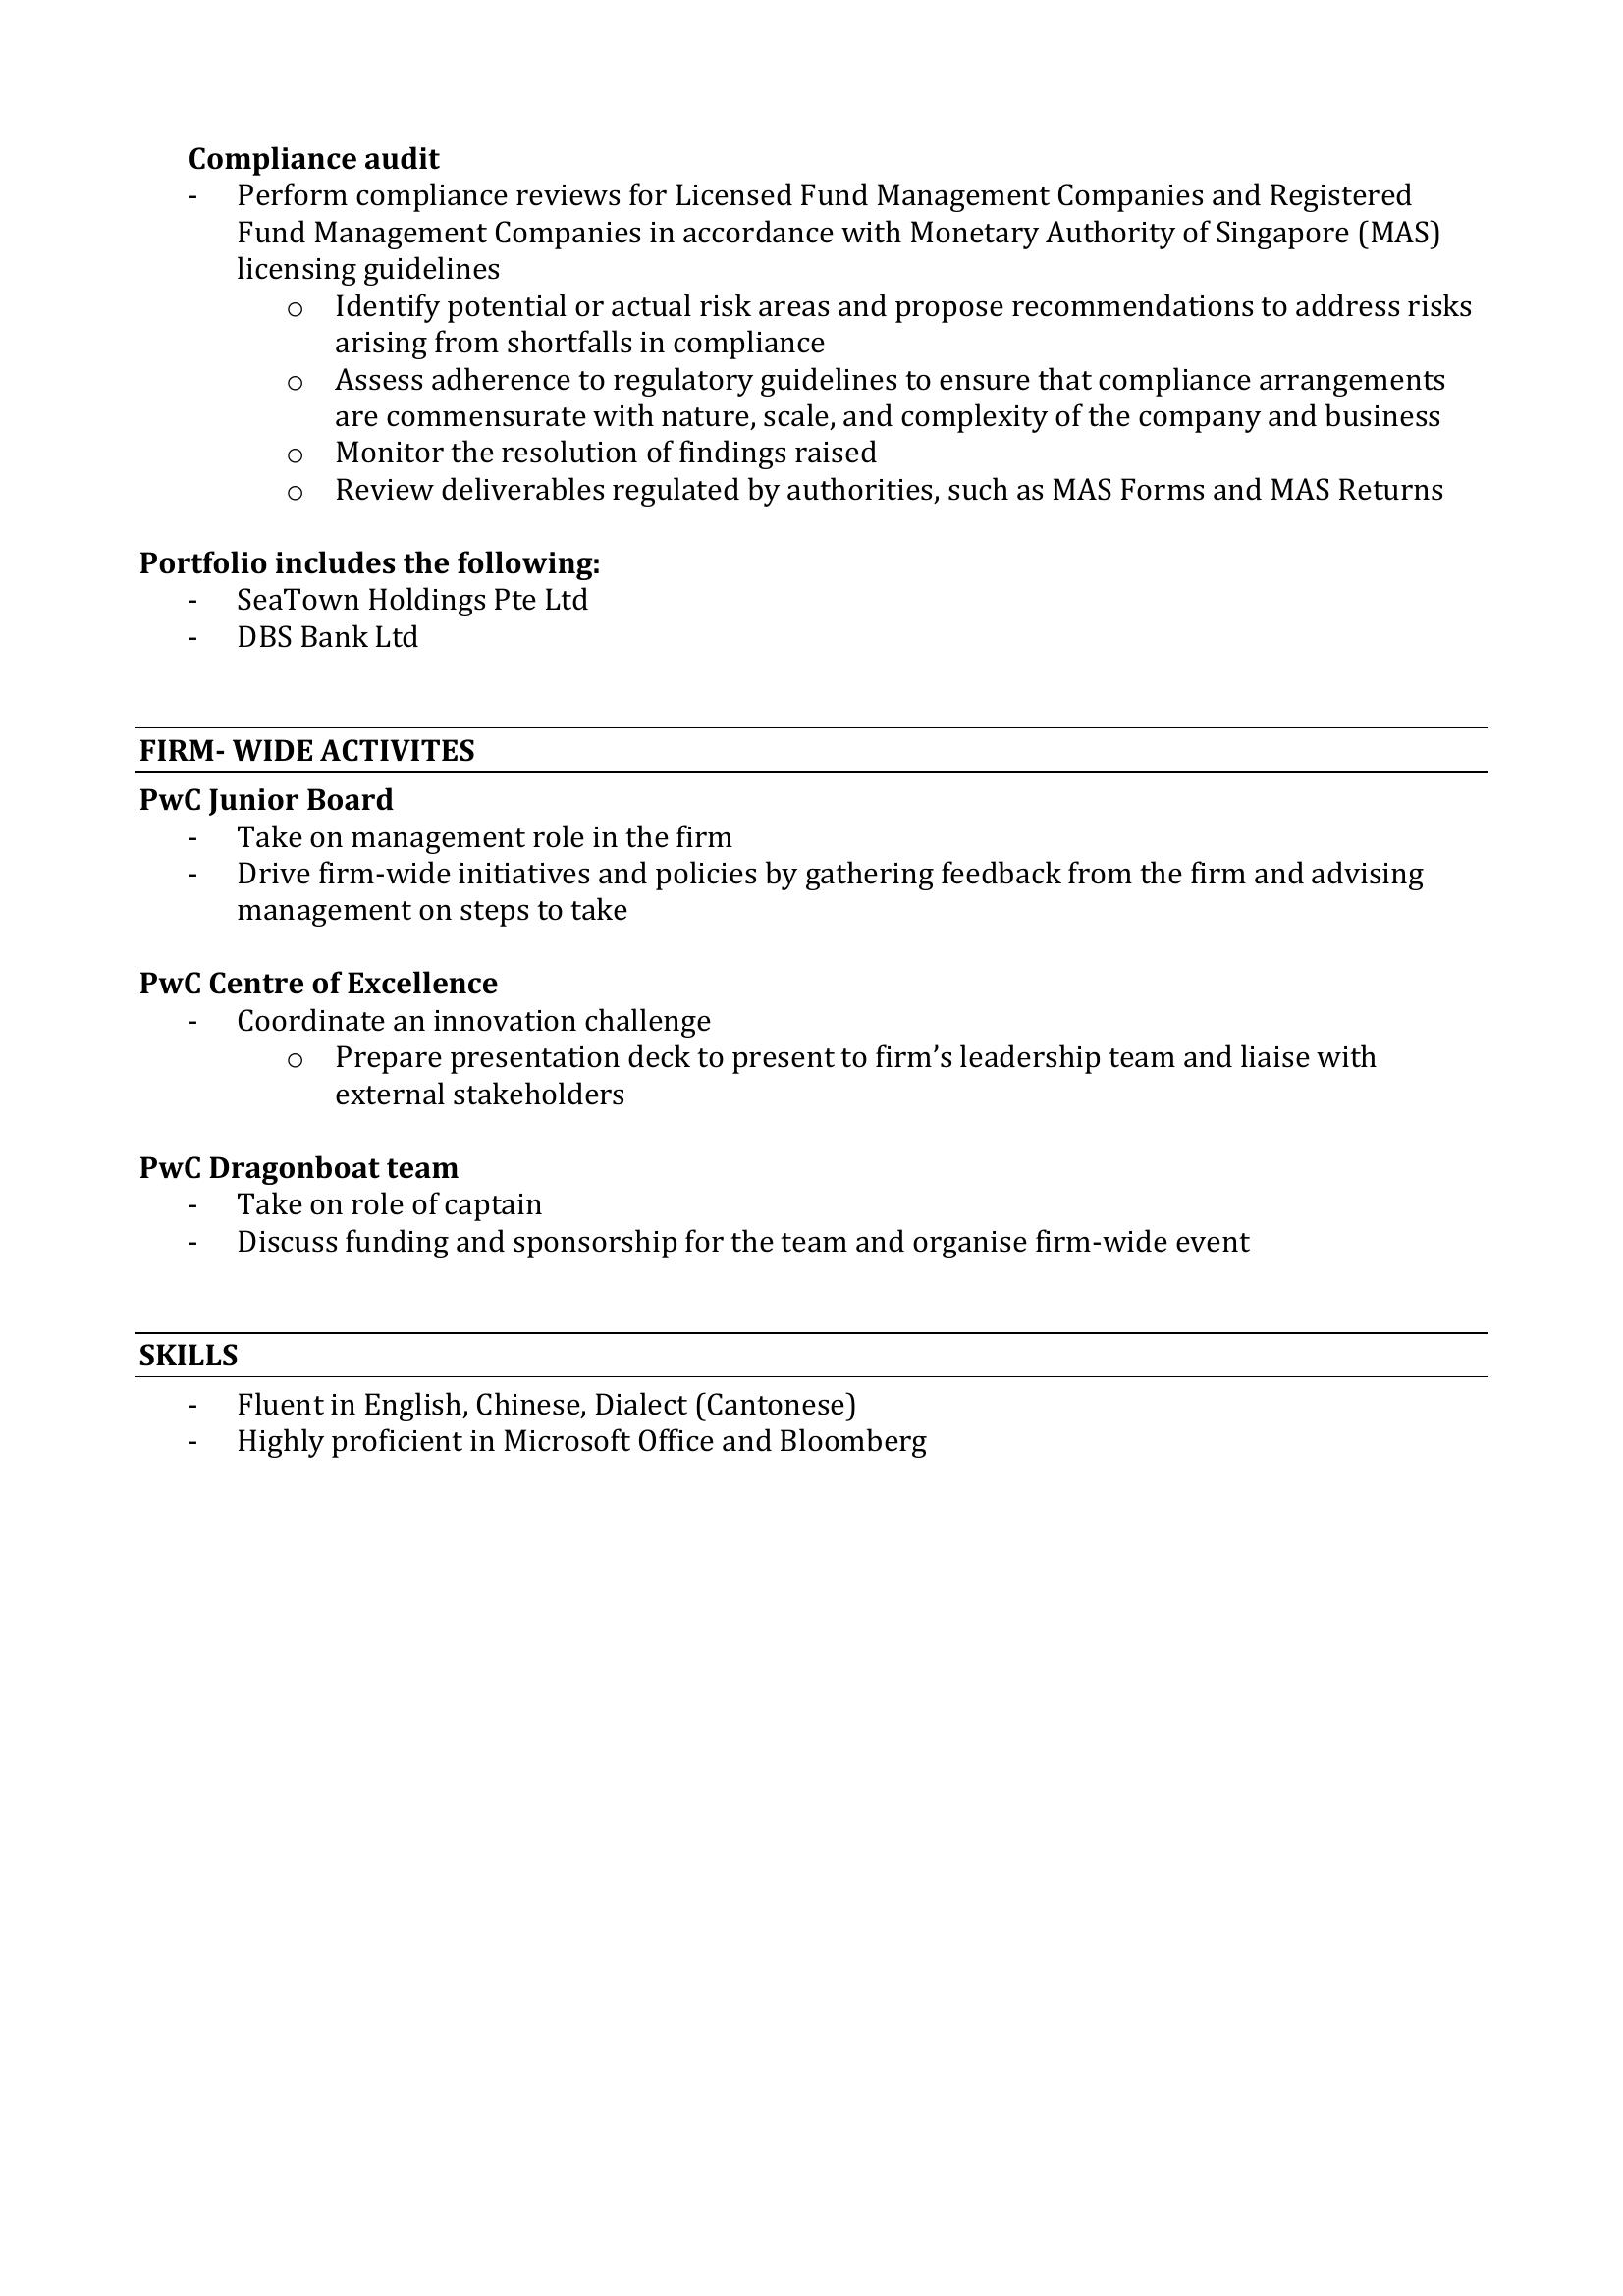 Compliance audit
- Perform compliance reviews for Licensed Fund Management Companies and Registered
Fund Management Companies in accordance with Monetary Authority of Singapore (MAS)
licensing guidelines
o Identify potential or actual risk areas and propose recommendations to address risks
arising from shortfalls in compliance
o Assess adherence to regulatory guidelines to ensure that compliance arrangements
are commensurate with nature, scale, and complexity of the company and business
o Monitor the resolution of findings raised
o Review deliverables regulated by authorities, such as MAS Forms and MAS Returns
Portfolio includes the following:
- SeaTown Holdings Pte Ltd
- DBS Bank Ltd
FIRM- WIDE ACTIVITES
PwC Junior Board
- Take on management role in the firm
- Drive firm-wide initiatives and policies by gathering feedback from the firm and advising
management on steps to take
PwC Centre of Excellence
- Coordinate an innovation challenge
o Prepare presentation deck to present to firm’s leadership team and liaise with
external stakeholders
PwC Dragonboat team
- Take on role of captain
- Discuss funding and sponsorship for the team and organise firm-wide event
SKILLS
- Fluent in English, Chinese, Dialect (Cantonese)
- Highly proficient in Microsoft Office and Bloomberg